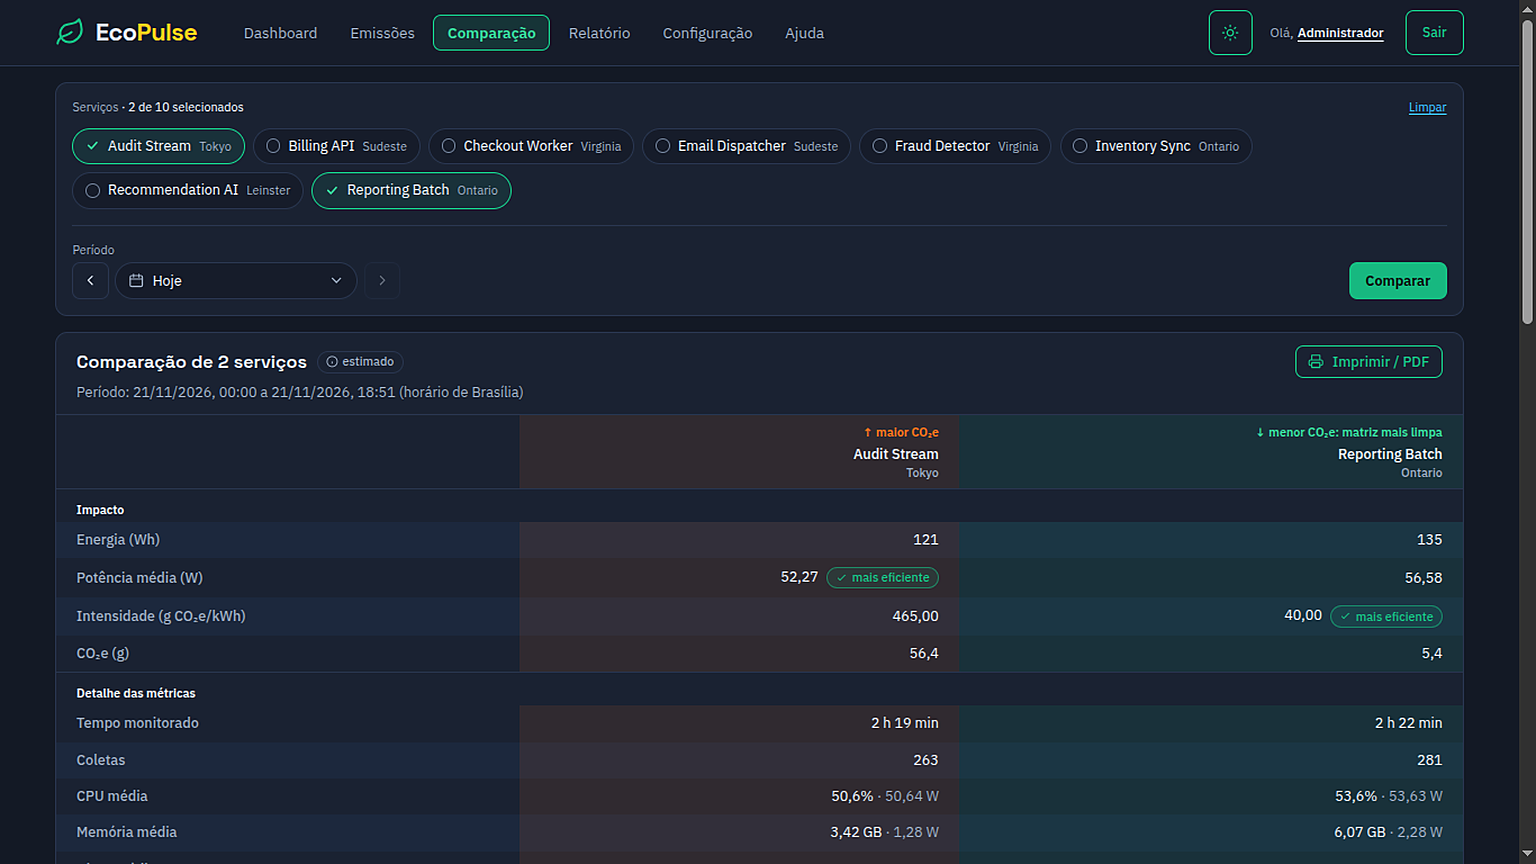 EcoPulse Dashboard Emissões Comparação Relatório Configuração Ajuda Olá, Administrador Sair
Serviços · 2 de 10 selecionados Limpar
Audit Stream Tokyo Billing API Sudeste Checkout Worker Virginia Email Dispatcher Sudeste Fraud Detector Virginia Inventory Sync Ontario
Recommendation AI Leinster Reporting Batch Ontario
Período
Hoje Comparar
Comparação de 2 serviços estimado Imprimir / PDF
Período: 21/11/2026, 00:00 a 21/11/2026, 18:51 (horário de Brasília)
↑ maior CO₂e ↓ menor CO₂e: matriz mais limpa
Audit Stream Reporting Batch
Tokyo Ontario
Impacto
Energia (Wh) 121 135
Potência média (W) 52,27 mais eficiente 56,58
Intensidade (g CO₂e/kWh) 465,00 40,00 mais eficiente
CO₂e (g) 56,4 5,4
Detalhe das métricas
Tempo monitorado 2 h 19 min 2 h 22 min
Coletas 263 281
CPU média 50,6% · 50,64 W 53,6% · 53,63 W
Memória média 3,42 GB · 1,28 W 6,07 GB · 2,28 W